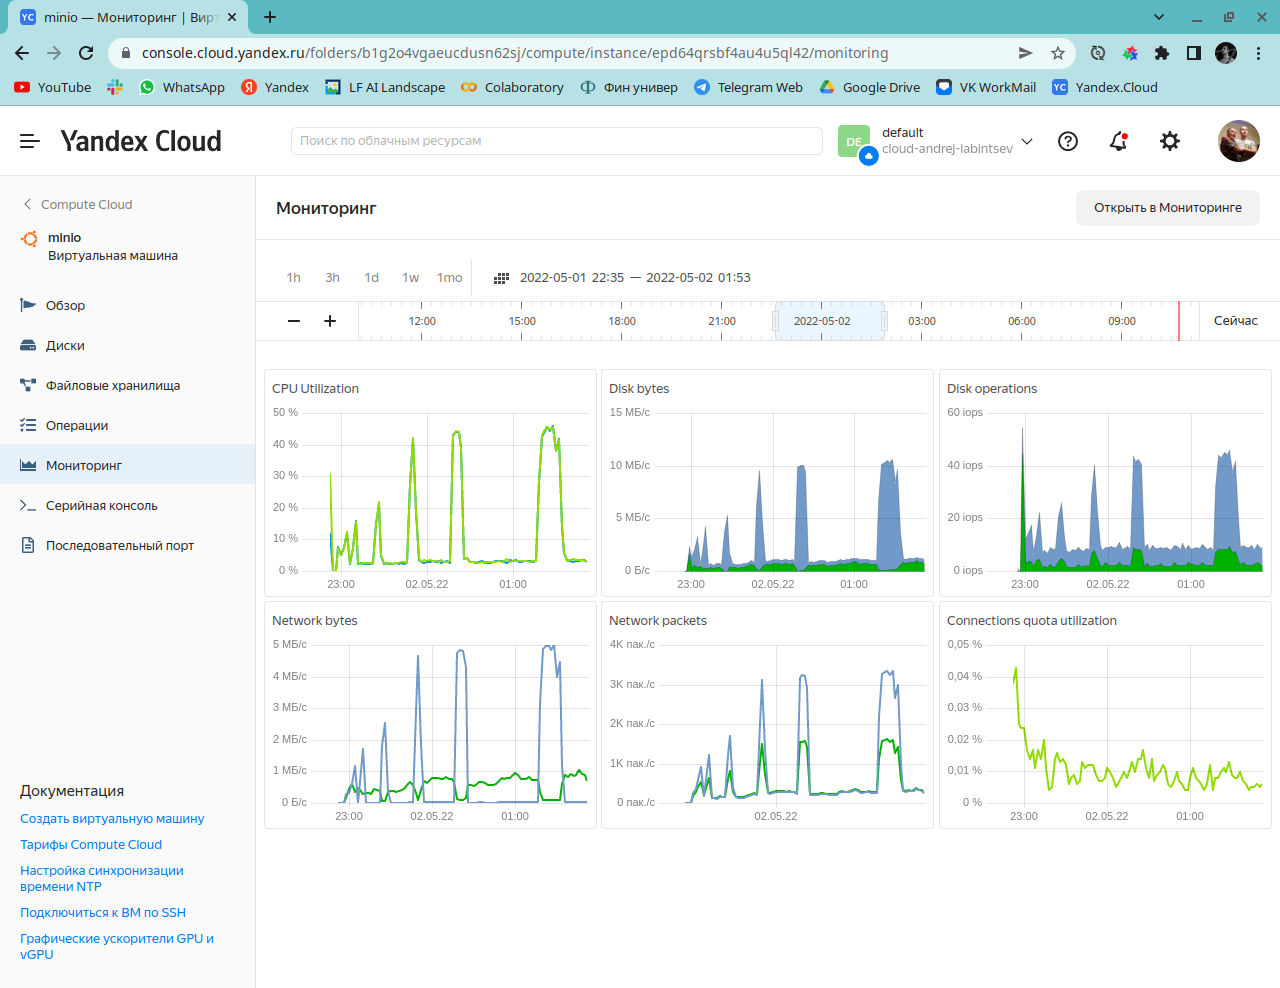 YC minio — Мониторинг | Вирт
console.cloud.yandex.ru/folders/b1g2o4vgaeucdusn62sj/compute/instance/epd64qrsbf4au4u5ql42/monitoring
YouTube WhatsApp Я Yandex LF AI Landscape Colaboratory Фин универ Telegram Web Google Drive VK WorkMail YC Yandex.Cloud
Yandex Cloud
Поиск по облачным ресурсам
DE
default
cloud-andrej-labintsev
Compute Cloud
minio
Виртуальная машина
Обзор
Диски
Файловые хранилища
Операции
Мониторинг
Серийная консоль
Последовательный порт
Документация
Создать виртуальную машину
Тарифы Compute Cloud
Настройка синхронизации
времени NTP
Подключиться к ВМ по SSH
Графические ускорители GPU и
vGPU
Мониторинг
Открыть в Мониторинге
1h 3h 1d 1w 1mo 2022-05-01 22:35 — 2022-05-02 01:53
12:00 15:00 18:00 21:00 2022-05-02 03:00 06:00 09:00 Сейчас
CPU Utilization
50 %
40 %
30 %
20 %
10 %
0 %
23:00 02.05.22 01:00
Disk bytes
15 МБ/с
10 МБ/с
5 МБ/с
0 Б/с
23:00 02.05.22 01:00
Disk operations
60 iops
40 iops
20 iops
0 iops
23:00 02.05.22 01:00
Network bytes
5 МБ/с
4 МБ/с
3 МБ/с
2 МБ/с
1 МБ/с
0 Б/с
23:00 02.05.22 01:00
Network packets
4K пак./с
3K пак./с
2K пак./с
1K пак./с
0 пак./с
02.05.22
Connections quota utilization
0,05 %
0,04 %
0,03 %
0,02 %
0,01 %
0 %
23:00 02.05.22 01:00